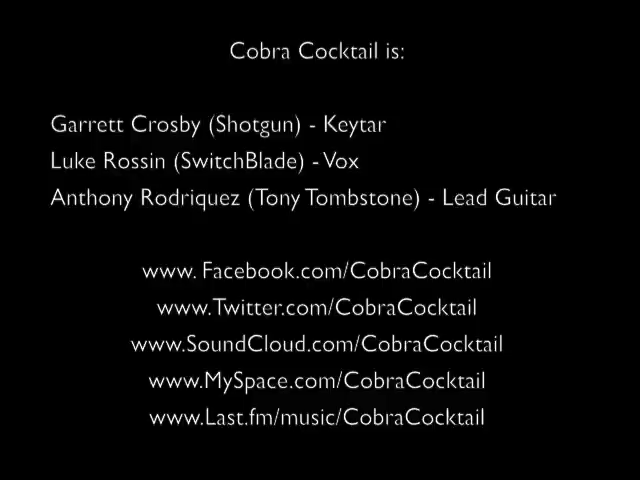 Cobra Cocktail is:
Garrett Crosby (Shotgun) - Keytar
Luke Rossin (SwitchBlade) - Vox
Anthony Rodriquez (Tony Tombstone) - Lead Guitar
www. Facebook.com/CobraCocktail
www.Twitter.com/CobraCocktail
www.SoundCloud.com/CobraCocktail
www.MySpace.com/CobraCocktail
www.Last.fm/music/CobraCocktail